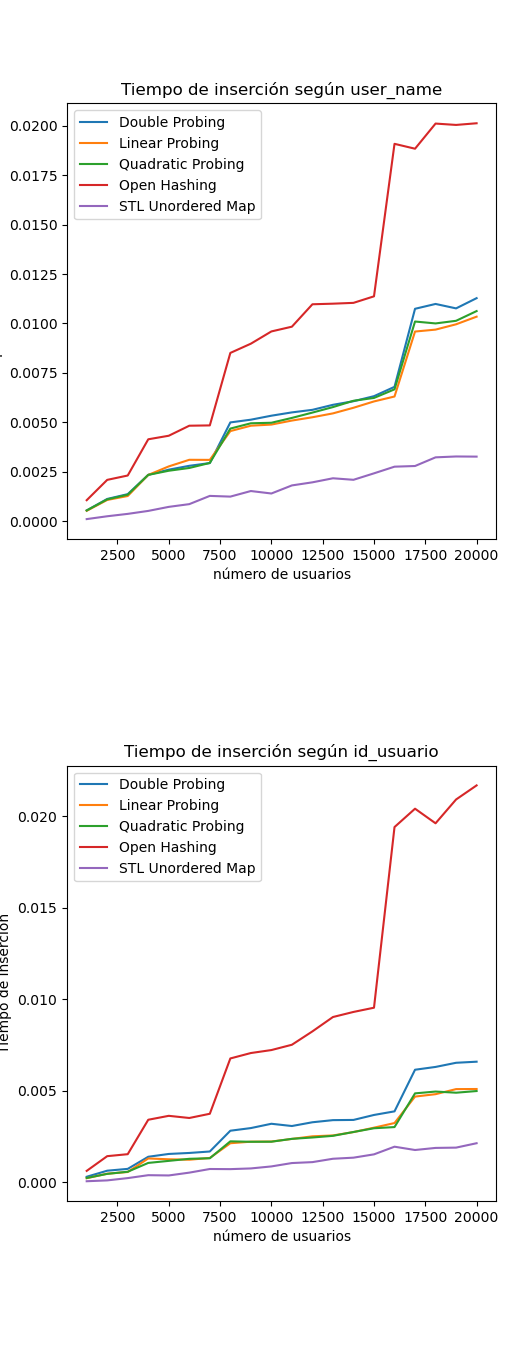 Tiempo de inserción según user_name
Double Probing
Linear Probing
Quadratic Probing
Open Hashing
STL Unordered Map
0.0200
0.0175
0.0150
0.0125
0.0100
0.0075
0.0050
0.0025
0.0000
2500 5000 7500 10000 12500 15000 17500 20000
número de usuarios
Tiempo de inserción según id_usuario
Double Probing
Linear Probing
Quadratic Probing
Open Hashing
STL Unordered Map
0.020
0.015
0.010
0.005
0.000
Tiempo de inserción
2500 5000 7500 10000 12500 15000 17500 20000
número de usuarios